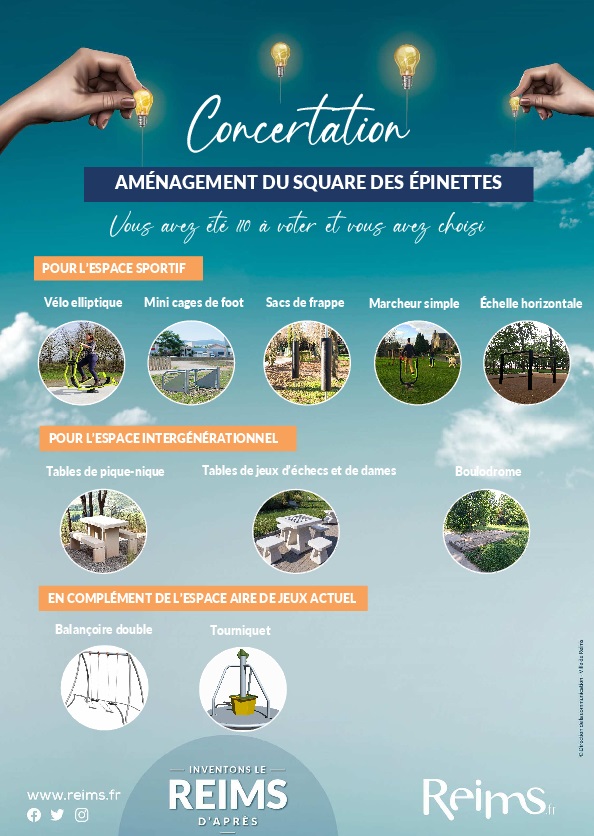 Concertation
AMÉNAGEMENT DU SQUARE DES ÉPINETTES
Vous avez été 110 à voter et vous avez choisi
POUR L'ESPACE SPORTIF
Vélo elliptique Mini cages de foot Sacs de frappe Marcheur simple Échelle horizontale
POUR L'ESPACE INTERGÉNÉRATIONNEL
Tables de pique-nique Tables de jeux d'échecs et de dames Boulodrome
EN COMPLÉMENT DE L'ESPACE AIRE DE JEUX ACTUEL
Balançoire double Tourniquet
© Direction de la communication - Ville de Reims
INVENTONS LE
REIMS
D'APRÈS
www.reims.fr
Reims.fr